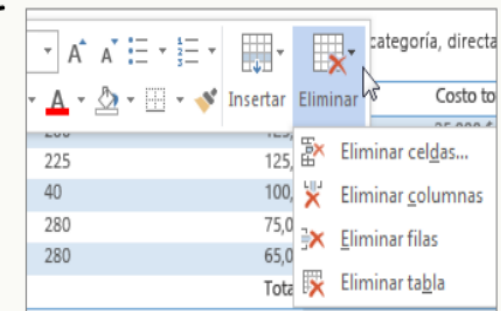 categoría, directa
A A
A Insertar Eliminar Costo to
225 125,
40 100,
280 75,0
280 65,0
Tota
Eliminar celdas...
Eliminar columnas
Eliminar filas
Eliminar tabla